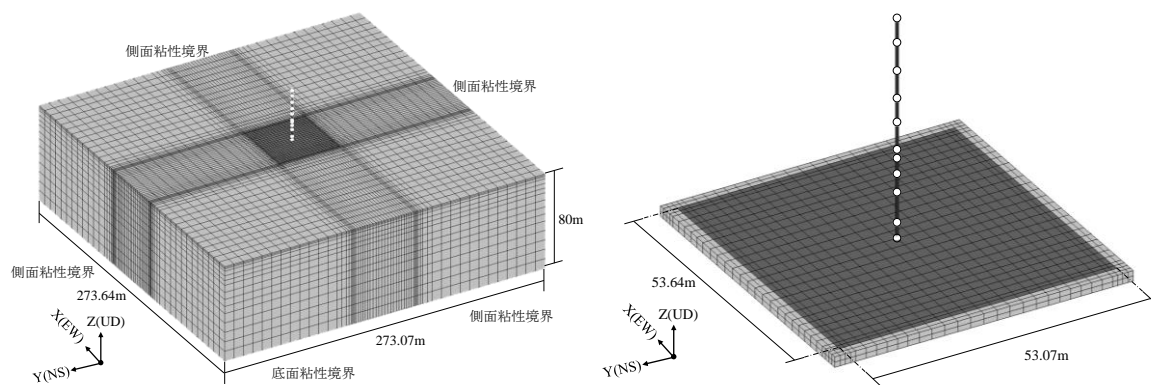 側面粘性境界
側面粘性境界
80m
側面粘性境界
273.64m
側面粘性境界
273.07m
底面粘性境界
Z(UD)
X(EW)
Y(NS)
53.64m
53.07m
Z(UD)
X(EW)
Y(NS)